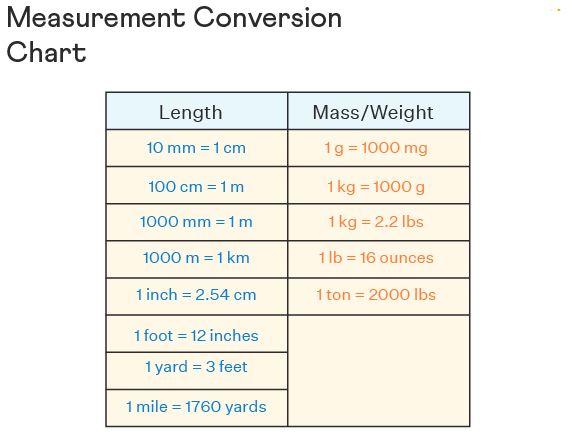 Measurement Conversion
Chart
Length Mass/Weight
10 mm = 1 cm 1 g = 1000 mg
100 cm = 1 m 1 kg = 1000 g
1000 mm = 1 m 1 kg = 2.2 lbs
1000 m = 1 km 1 lb = 16 ounces
1 inch = 2.54 cm 1 ton = 2000 lbs
1 foot = 12 inches
1 yard = 3 feet
1 mile = 1760 yards